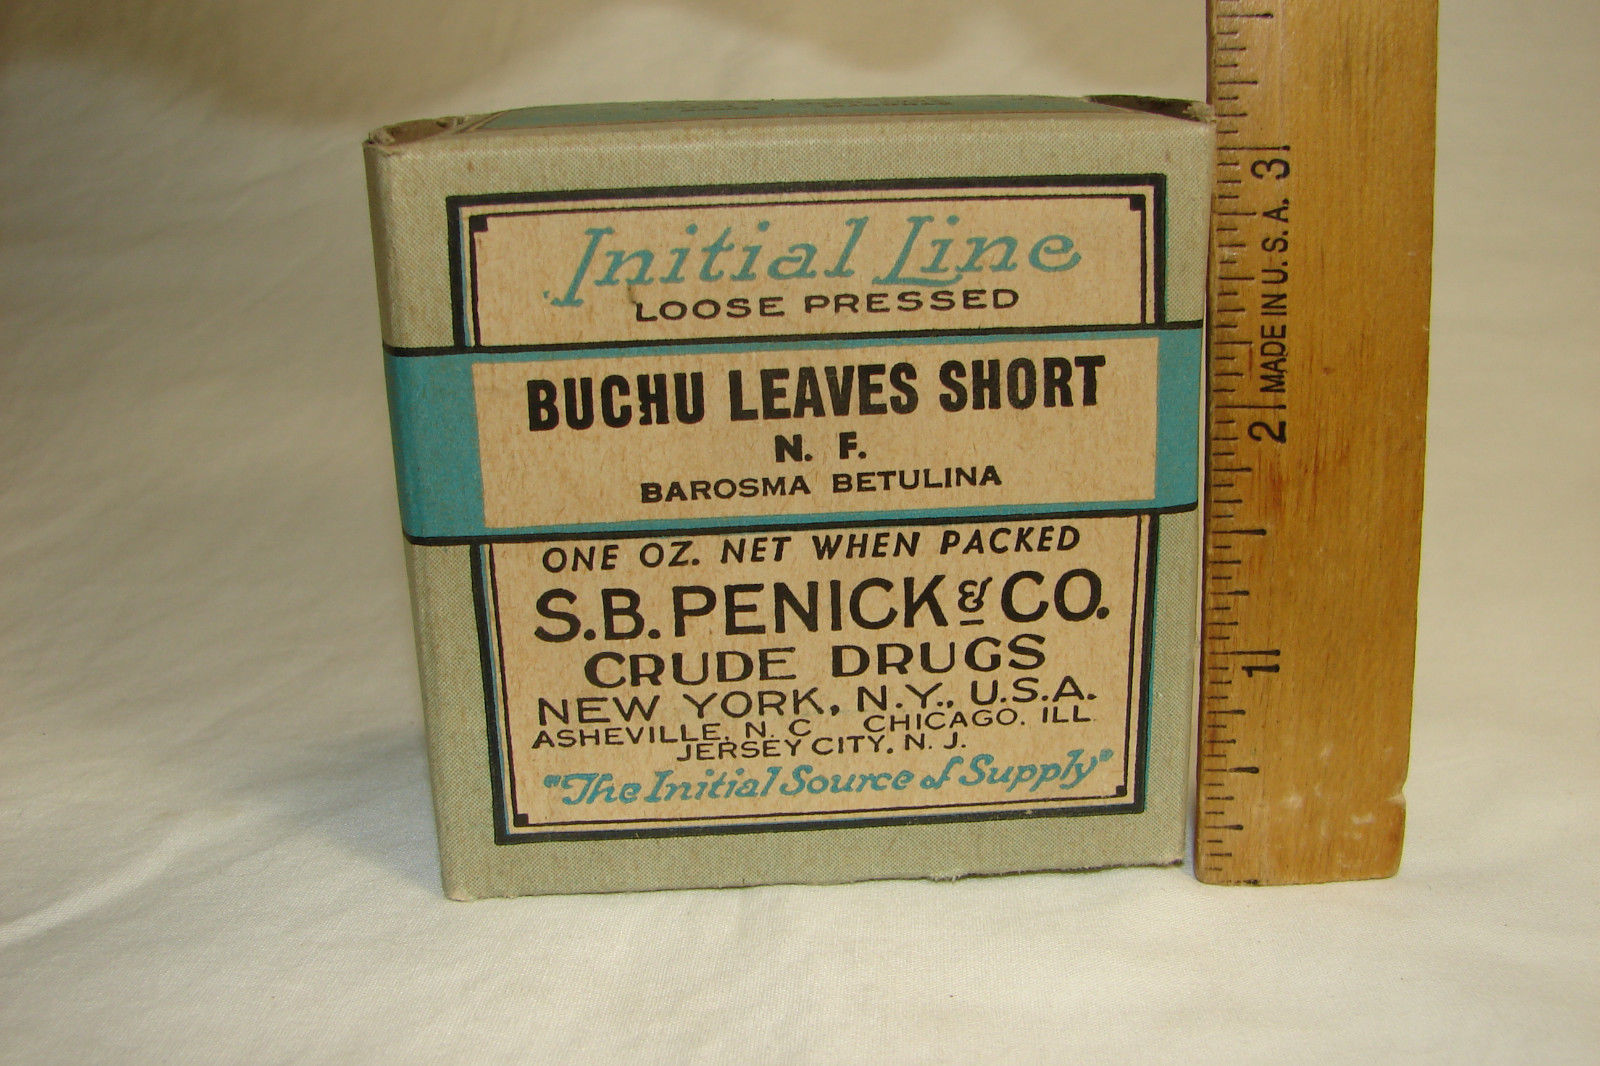 Initial Line
LOOSE PRESSED
BUCHU LEAVES SHORT
N. F.
BAROSMA BETULINA
ONE OZ. NET WHEN PACKED
S.B. PENICK & CO.
CRUDE DRUGS
NEW YORK, N.Y., U.S.A.
ASHEVILLE, N. C. CHICAGO, ILL.
JERSEY CITY, N. J.
"The Initial Source of Supply"
3
MADE IN U.S.A.
2
1